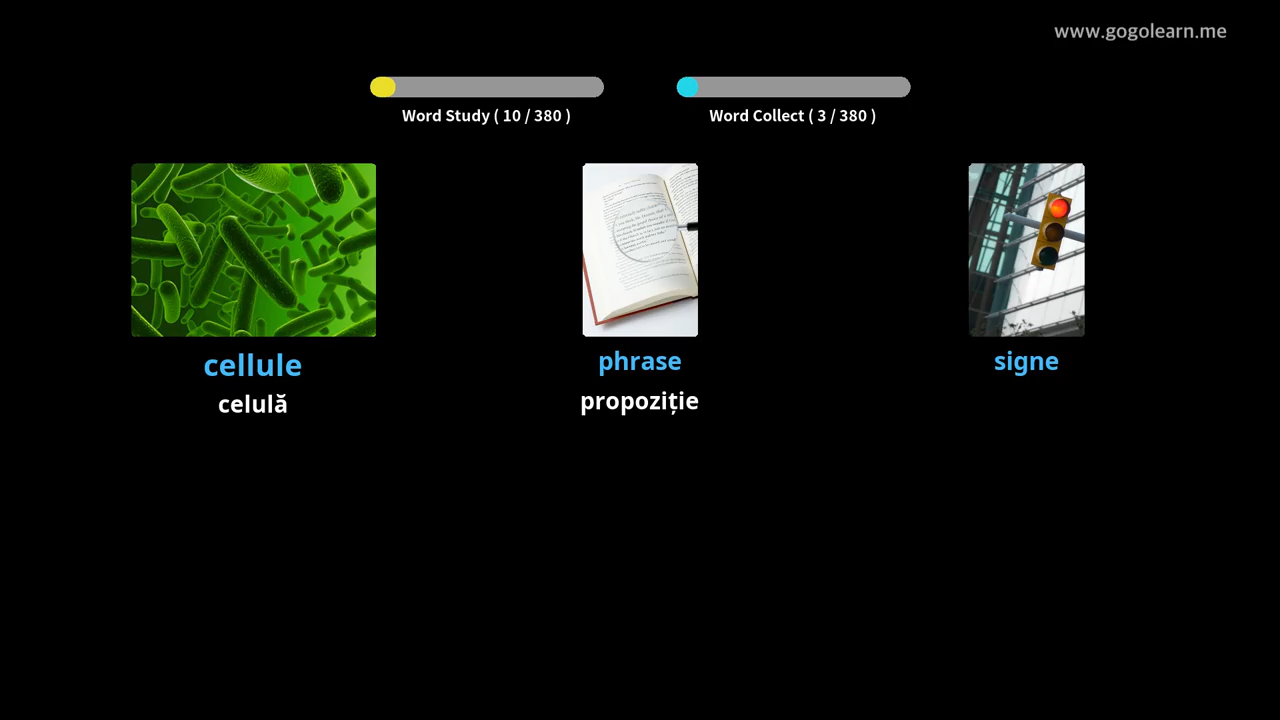 www.gogolearn.me
Word Study ( 10 / 380 )
Word Collect ( 3 / 380 )
cellule
celulă
phrase
propoziție
signe